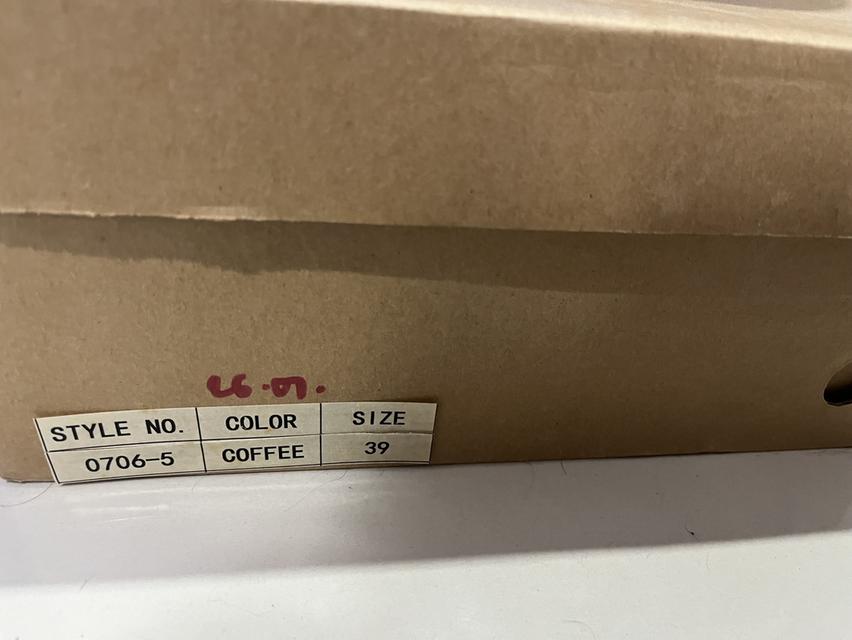 STYLE NO. COLOR SIZE
0706-5 COFFEE 39